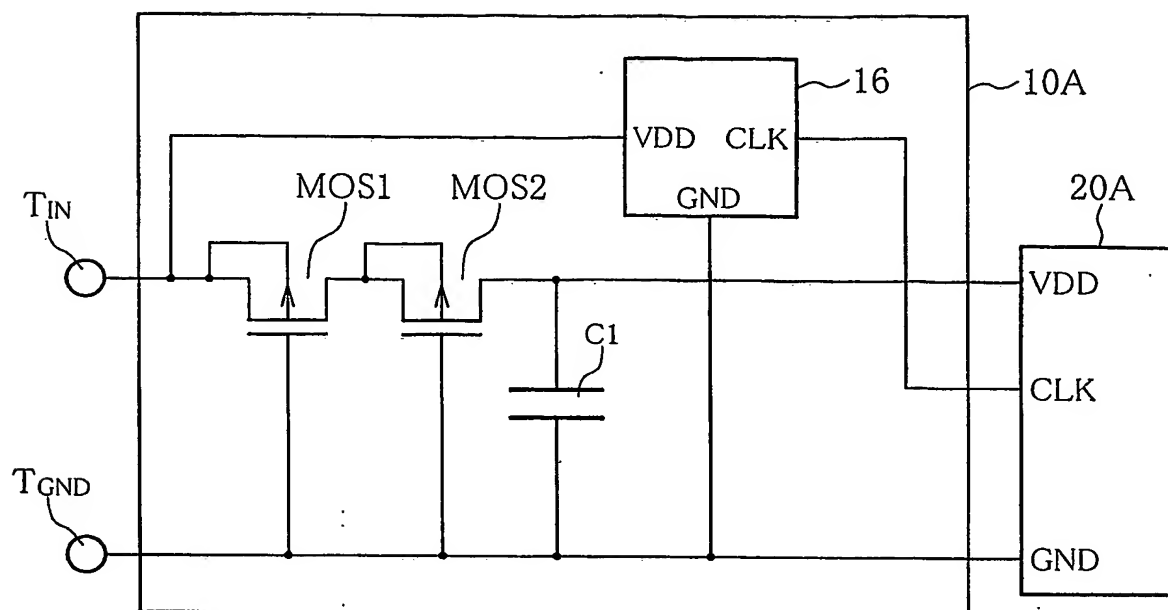 16
10A
VDD
CLK
GND
MOS1
MOS2
20A
TIN
VDD
C1
CLK
TGND
GND